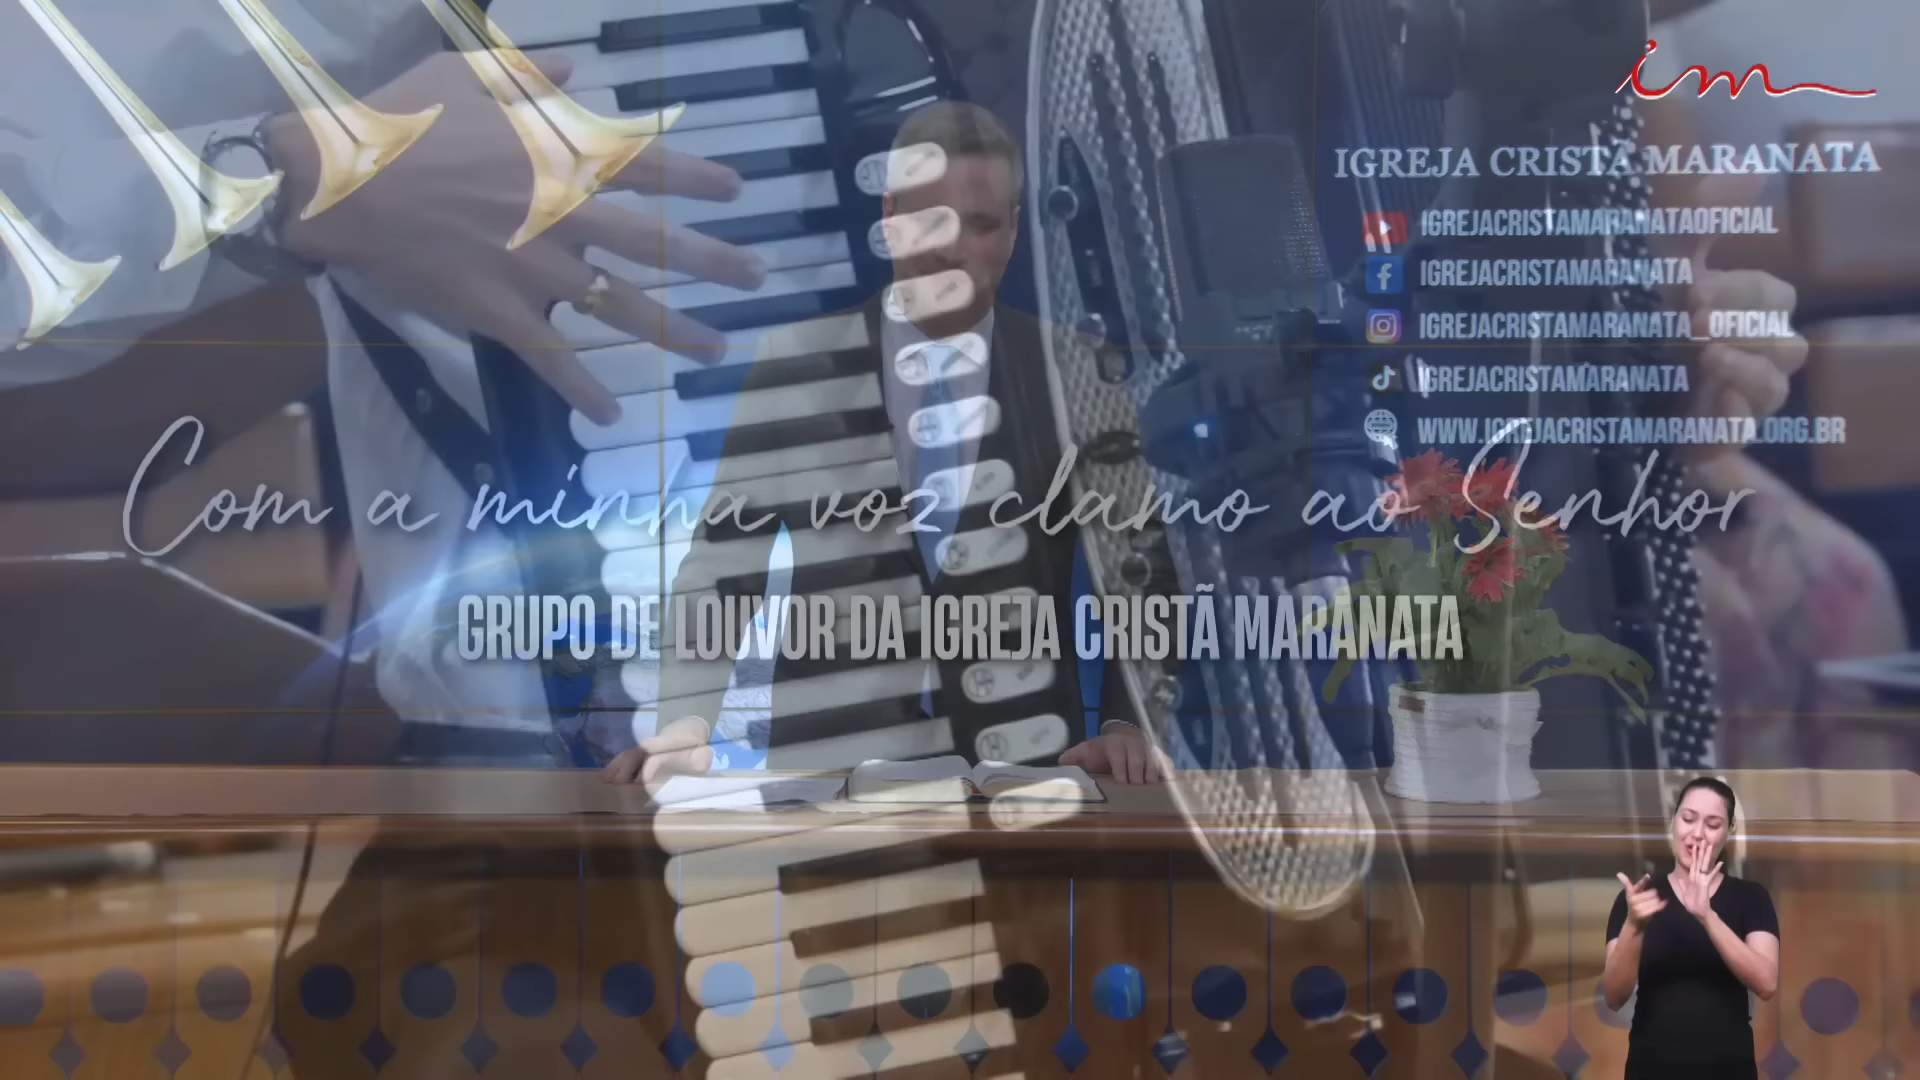 im
IGREJA CRISTÃ MARANATA
IGREJACRISTAMARANATAOFICIAL
IGREJACRISTAMARANATA
IGREJACRISTAMARANATA_OFICIAL
IGREJACRISTAMARANATA
WWW.IGREJACRISTAMARANATA.ORG.BR
Com a minha voz clamo ao Senhor
GRUPO DE LOUVOR DA IGREJA CRISTÃ MARANATA